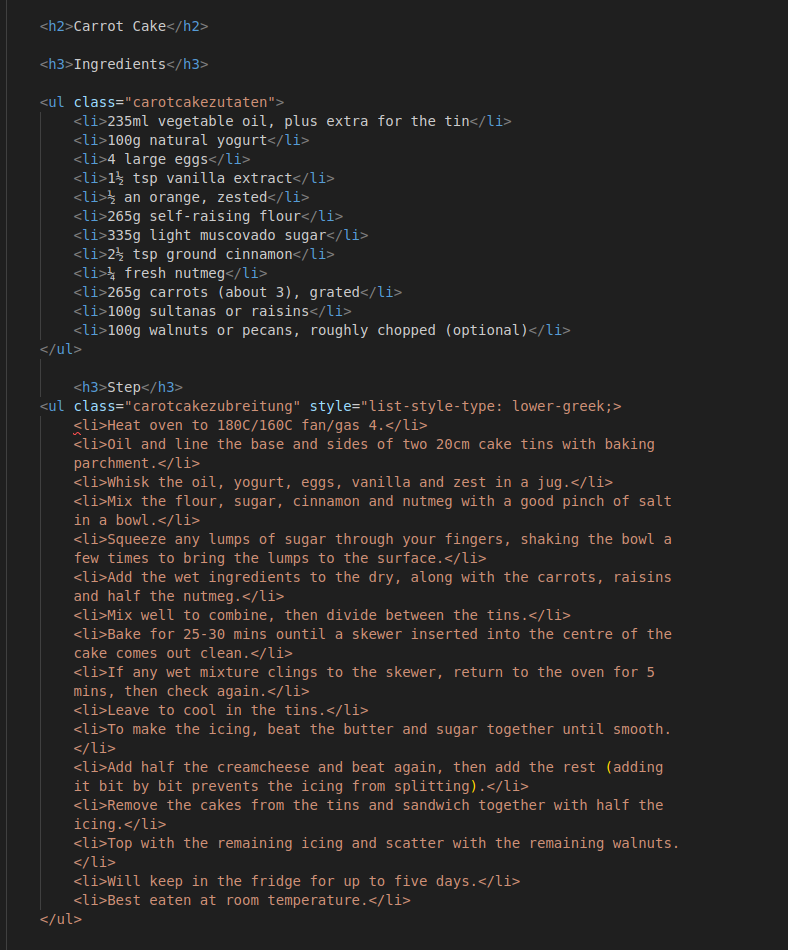 <h2>Carrot Cake</h2>
<h3>Ingredients</h3>
<ul class="carotcakezutaten">
<li>235ml vegetable oil, plus extra for the tin</li>
<li>100g natural yogurt</li>
<li>4 large eggs</li>
<li>1½ tsp vanilla extract</li>
<li>½ an orange, zested</li>
<li>265g self-raising flour</li>
<li>335g light muscovado sugar</li>
<li>2½ tsp ground cinnamon</li>
<li>¼ fresh nutmeg</li>
<li>265g carrots (about 3), grated</li>
<li>100g sultanas or raisins</li>
<li>100g walnuts or pecans, roughly chopped (optional)</li>
</ul>
<h3>Step</h3>
<ul class="carotcakezubreitung" style="list-style-type: lower-greek;>
<li>Heat oven to 180C/160C fan/gas 4.</li>
<li>Oil and line the base and sides of two 20cm cake tins with baking
parchment.</li>
<li>Whisk the oil, yogurt, eggs, vanilla and zest in a jug.</li>
<li>Mix the flour, sugar, cinnamon and nutmeg with a good pinch of salt
in a bowl.</li>
<li>Squeeze any lumps of sugar through your fingers, shaking the bowl a
few times to bring the lumps to the surface.</li>
<li>Add the wet ingredients to the dry, along with the carrots, raisins
and half the nutmeg.</li>
<li>Mix well to combine, then divide between the tins.</li>
<li>Bake for 25-30 mins ountil a skewer inserted into the centre of the
cake comes out clean.</li>
<li>If any wet mixture clings to the skewer, return to the oven for 5
mins, then check again.</li>
<li>Leave to cool in the tins.</li>
<li>To make the icing, beat the butter and sugar together until smooth.
</li>
<li>Add half the creamcheese and beat again, then add the rest (adding
it bit by bit prevents the icing from splitting).</li>
<li>Remove the cakes from the tins and sandwich together with half the
icing.</li>
<li>Top with the remaining icing and scatter with the remaining walnuts.
</li>
<li>Will keep in the fridge for up to five days.</li>
<li>Best eaten at room temperature.</li>
</ul>